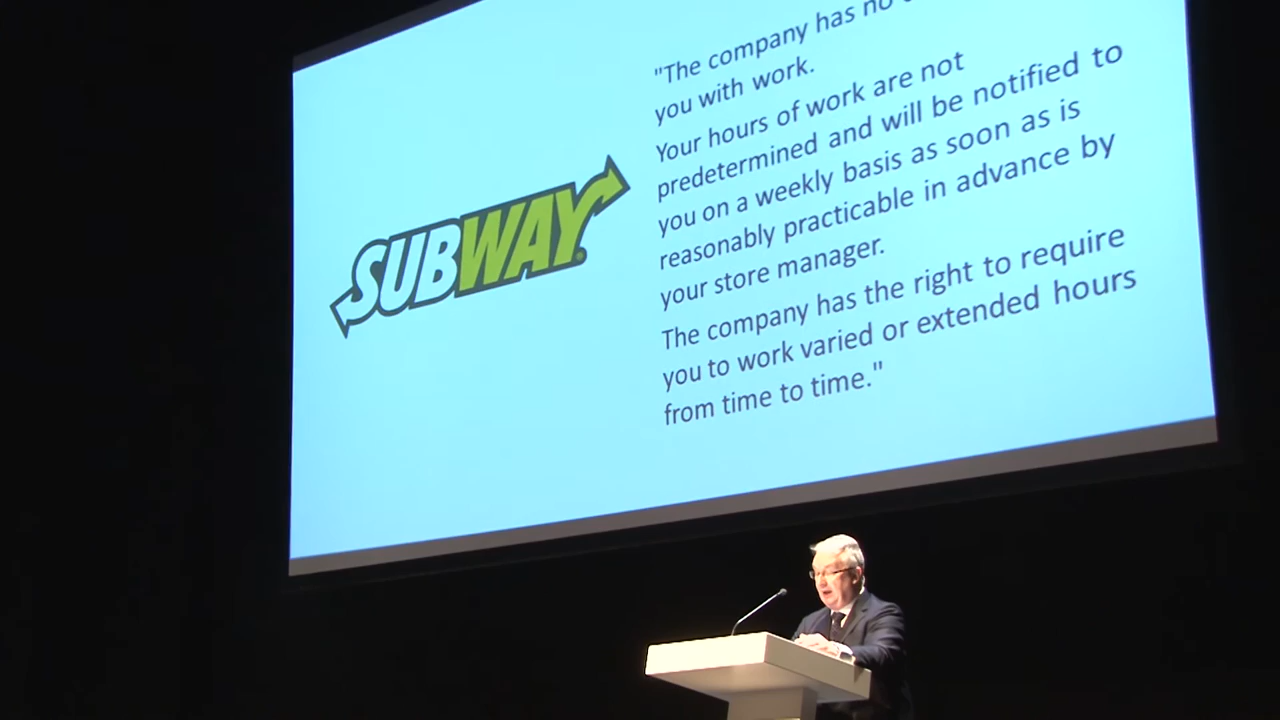 SUBWAY
"The company has no
you with work.
Your hours of work are not
predetermined and will be notified to
you on a weekly basis as soon as is
reasonably practicable in advance by
your store manager.
The company has the right to require
you to work varied or extended hours
from time to time."